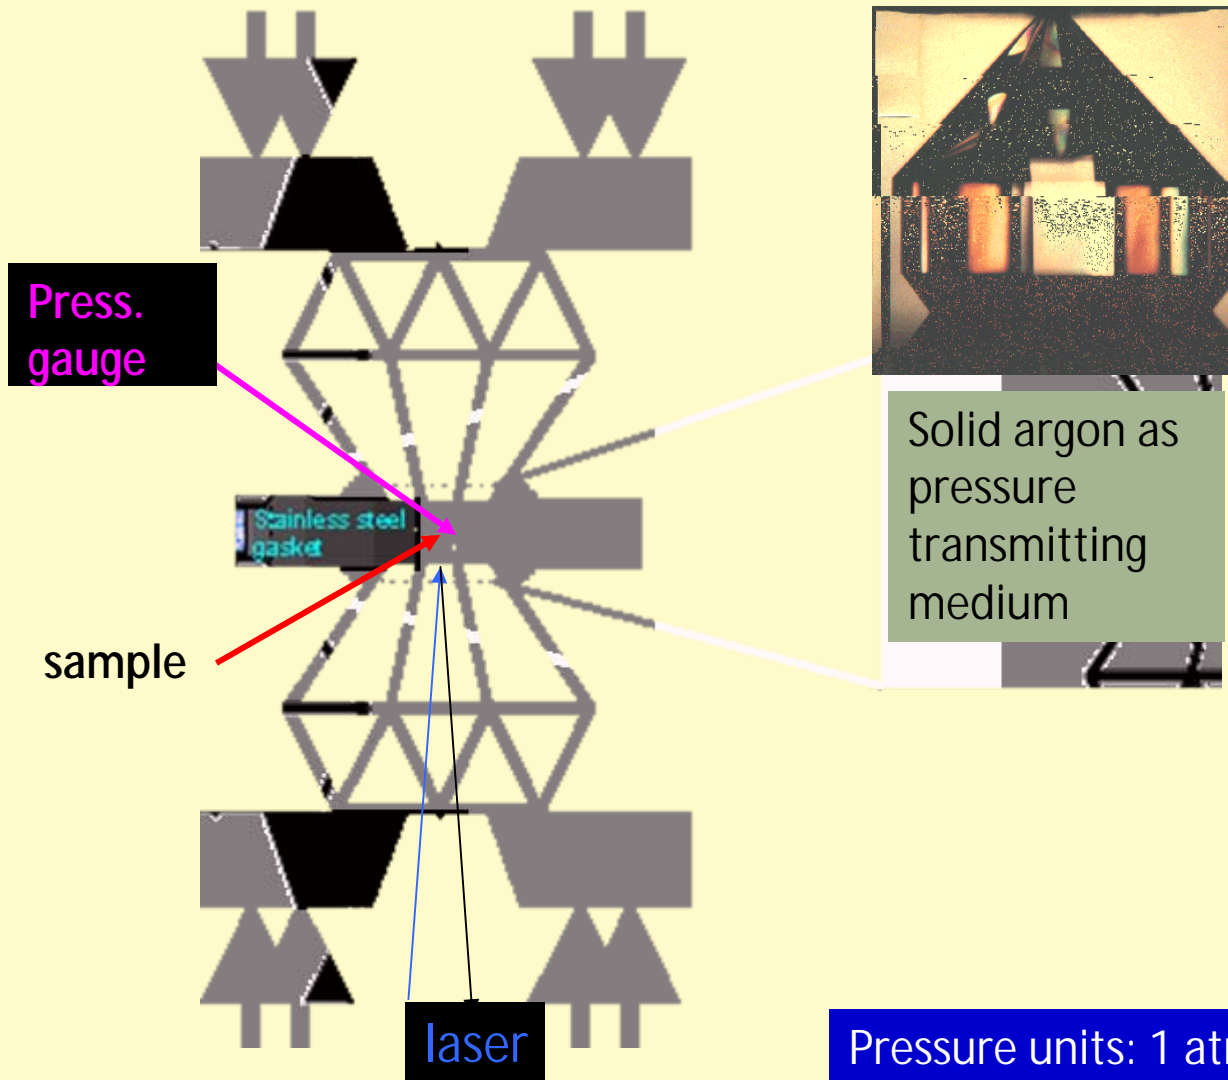 Press.
gauge
Stainless steel
gasket
Solid argon as
pressure
transmitting
medium
sample
laser
Pressure units: 1 at